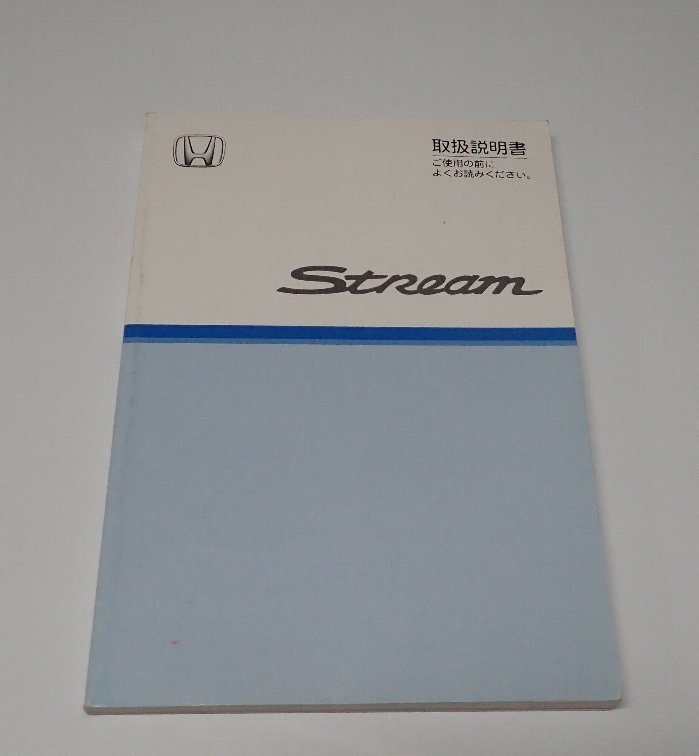 取扱説明書
ご使用の前に
よくお読みください。
Stream